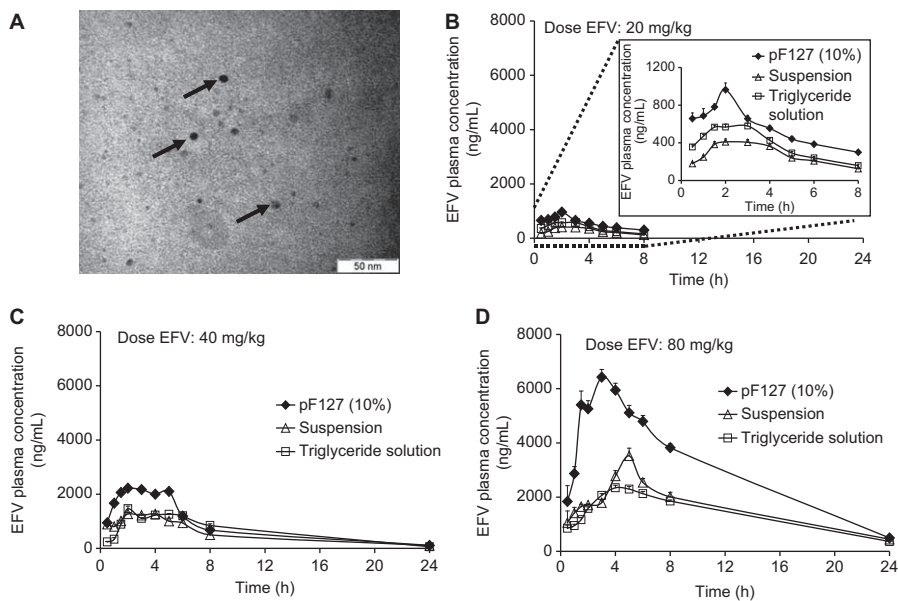 A
50 nm
B
Dose EFV: 20 mg/kg
EFV plasma concentration
(ng/mL)
8000
6000
4000
2000
0
0 4 8 12 16 20 24
Time (h)
EFV plasma concentration
(ng/mL)
1200
800
400
0
0 2 4 6 8
Time (h)
pF127 (10%)
Suspension
Triglyceride
solution
C
Dose EFV: 40 mg/kg
EFV plasma concentration
(ng/mL)
8000
6000
4000
2000
0
0 4 8 12 16 20 24
Time (h)
pF127 (10%)
Suspension
Triglyceride solution
D
Dose EFV: 80 mg/kg
EFV plasma concentration
(ng/mL)
8000
6000
4000
2000
0
0 4 8 12 16 20 24
Time (h)
pF127 (10%)
Suspension
Triglyceride solution